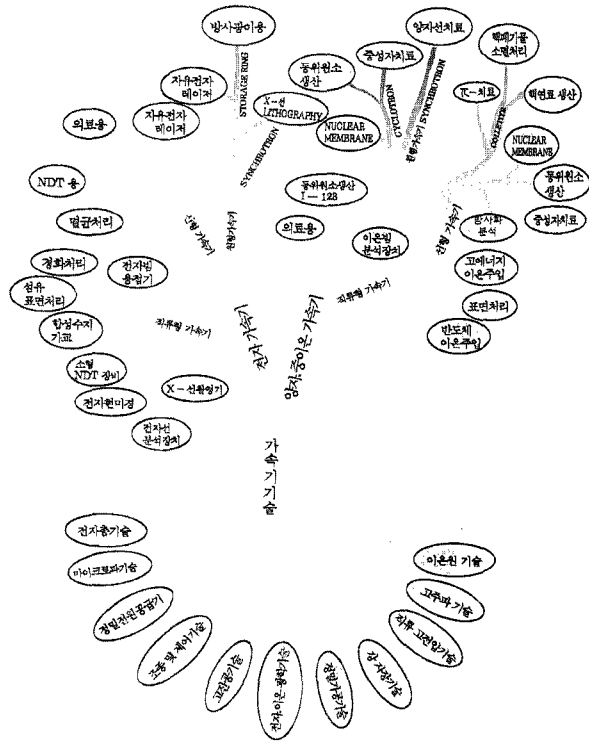 방사광이용
양자선치료
핵폐기물
소멸처리
중성자치료
동위원소
생산
자유전자
레이저
자유전자
레이저
의료용
STORAGE RING
X-선
LITHOGRAPHY
SYNCHROTRON
NUCLEAR
MEMBRANE
CYCLOTRON
원형가속기 SYNCHROTRON
π-치료
핵연료 생산
COLLIDER
NUCLEAR
MEMBRANE
동위원소
생산
중성자치료
NDT 용
멸균처리
경화처리
섬유
표면처리
합성수지
가교
소형
NDT 장비
전자현미경
전자선
분석장치
X-선촬영기
전자빔
용접기
직류형 가속기
선형 가속기
원형가속기
동위원소생산
I-123
의료용
이온빔
분석장치
직류형 가속기
선형 가속기
방사화
분석
고에너지
이온주입
표면처리
반도체
이온주입
전자 가속기
양자·중이온 가속기
가속기기술
전자총기술
마이크로파기술
정밀전원공급기
조종 및 제어기술
고진공기술
전자·이온 광학기술
정밀가공기술
강 자장기술
직류 고전압기술
고주파 기술
이온원 기술